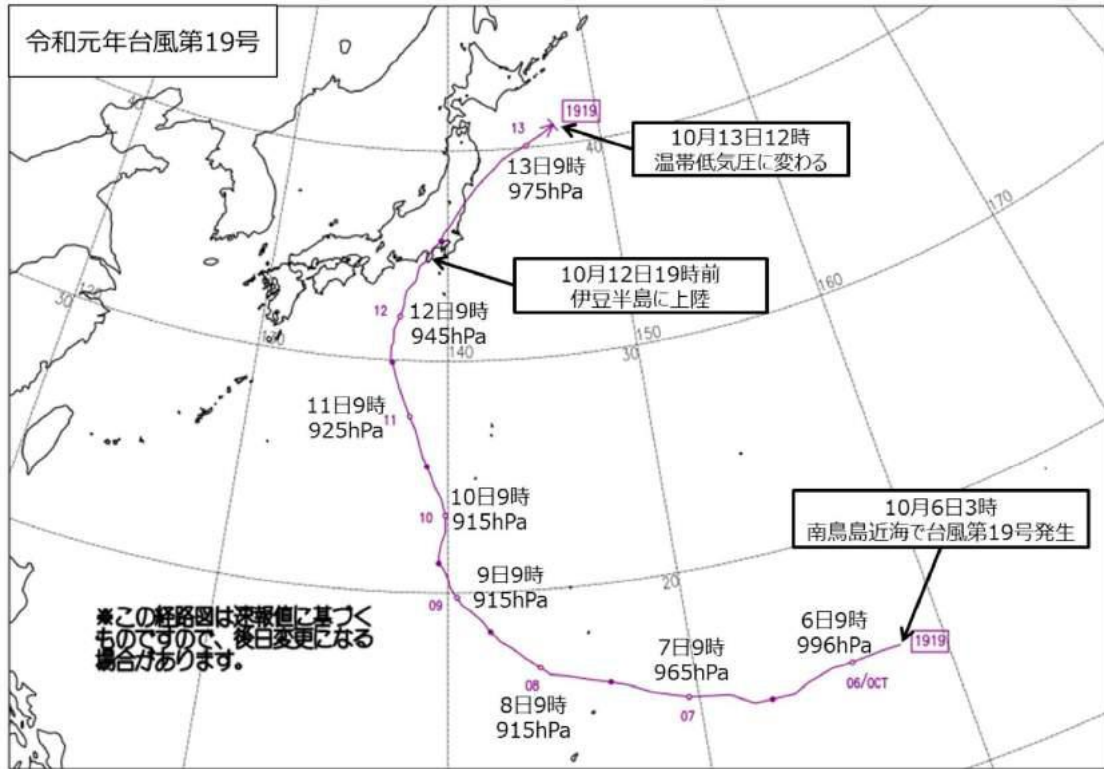 令和元年台風第19号
1919
13
10月13日12時
温帯低気圧に変わる
40
40
13日9時
975hPa
170
10月12日19時前
伊豆半島に上陸
30
120
160
12
12日9時
945hPa
130
140
30
150
11日9時
925hPa
11
10日9時
915hPa
10
10月6日3時
南鳥島近海で台風第19号発生
9日9時
915hPa
09
20
※この経路図は速報値に基づく
ものですので、後日変更になる
場合があります。
6日9時
996hPa
1919
7日9時
965hPa
06/OCT
08
07
8日9時
915hPa